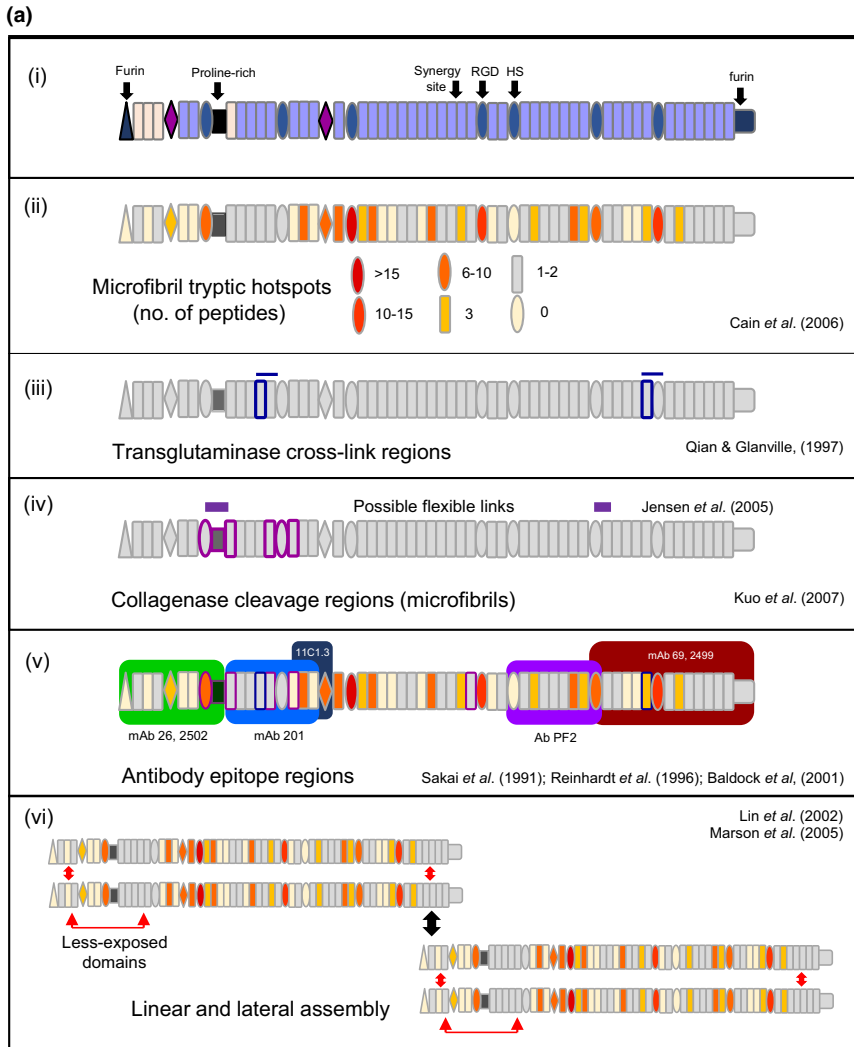 (a)
(i)
Furin
Proline-rich
Synergy
site
RGD
HS
furin
(ii)
Microfibril tryptic hotspots
(no. of peptides)
>15
6-10
1-2
10-15
3
0
Cain et al. (2006)
(iii)
Transglutaminase cross-link regions
Qian & Glanville, (1997)
(iv)
Possible flexible links
Jensen et al. (2005)
Collagenase cleavage regions (microfibrils)
Kuo et al. (2007)
(v)
11C1.3
mAb 69, 2499
mAb 26, 2502
mAb 201
Ab PF2
Antibody epitope regions
Sakai et al. (1991); Reinhardt et al. (1996); Baldock et al, (2001)
(vi)
Lin et al. (2002)
Marson et al. (2005)
Less-exposed
domains
Linear and lateral assembly